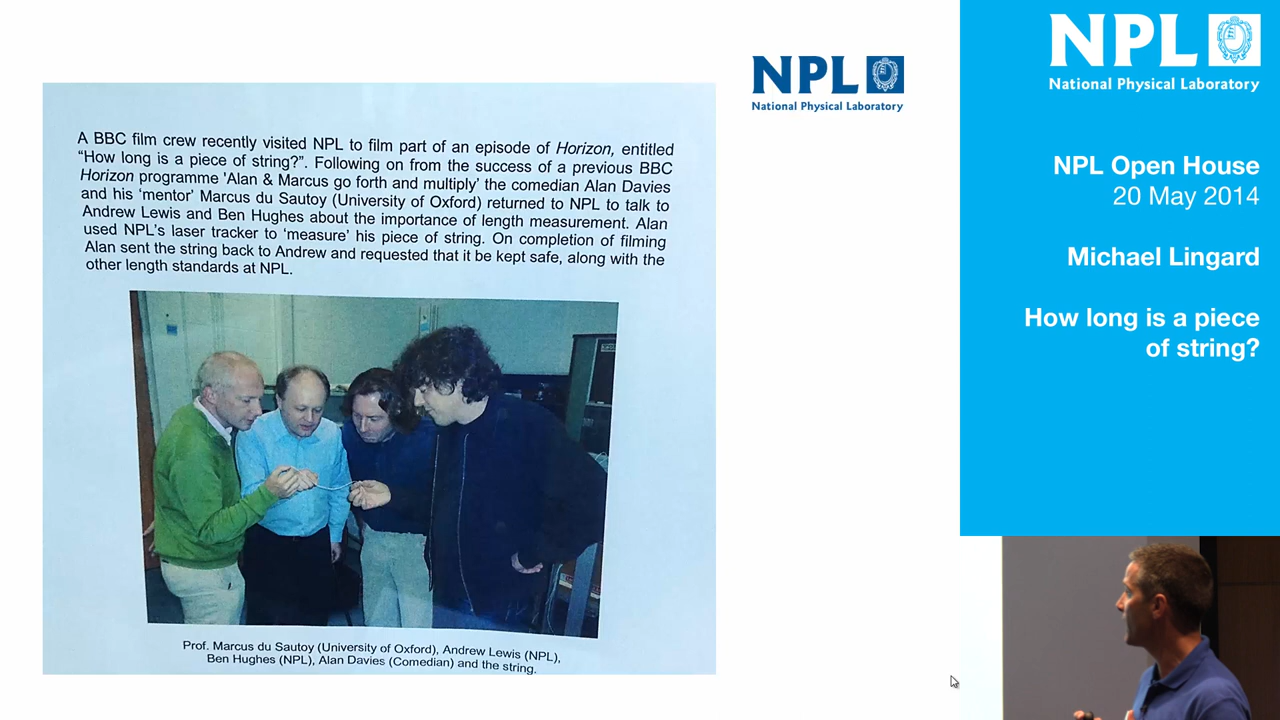 A BBC film crew recently visited NPL to film part of an episode of Horizon, entitled
“How long is a piece of string?”. Following on from the success of a previous BBC
Horizon programme 'Alan & Marcus go forth and multiply' the comedian Alan Davies
and his ‘mentor’ Marcus du Sautoy (University of Oxford) returned to NPL to talk to
Andrew Lewis and Ben Hughes about the importance of length measurement. Alan
used NPL’s laser tracker to ‘measure’ his piece of string. On completion of filming
Alan sent the string back to Andrew and requested that it be kept safe, along with the
other length standards at NPL.
Prof. Marcus du Sautoy (University of Oxford), Andrew Lewis (NPL),
Ben Hughes (NPL), Alan Davies (Comedian) and the string.
NPL
National Physical Laboratory
NPL
National Physical Laboratory
NPL Open House
20 May 2014
Michael Lingard
How long is a piece
of string?